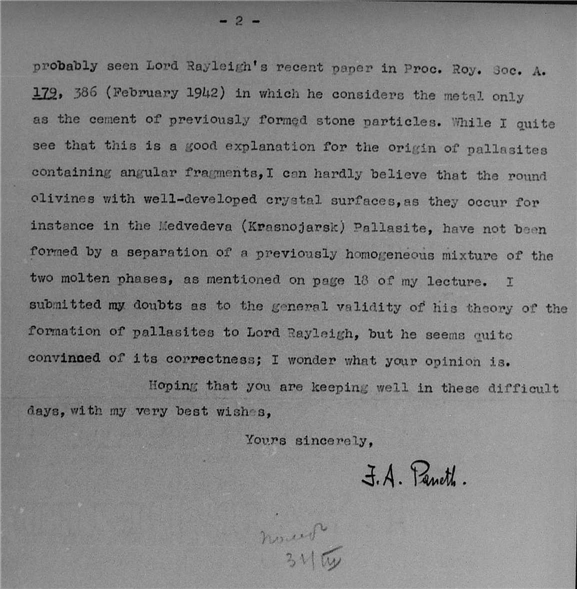 - 2 -
probably seen Lord Rayleigh's recent paper in Proc. Roy. Soc. A.
179, 386 (February 1942) in which he considers the metal only
as the cement of previously formed stone particles. While I quite
see that this is a good explanation for the origin of pallasites
containing angular fragments,I can hardly believe that the round
olivines with well-developed crystal surfaces,as they occur for
instance in the Medvedeva (Krasnojarsk) Pallasite, have not been
formed by a separation of a previously homogeneous mixture of the
two molten phases, as mentioned on page 18 of my lecture. I
submitted my doubts as to the general validity of his theory of the
formation of pallasites to Lord Rayleigh, but he seems quite
convinced of its correctness; I wonder what your opinion is.
Hoping that you are keeping well in these difficult
days, with my very best wishes,
Yours sincerely,
F.A. Paneth.